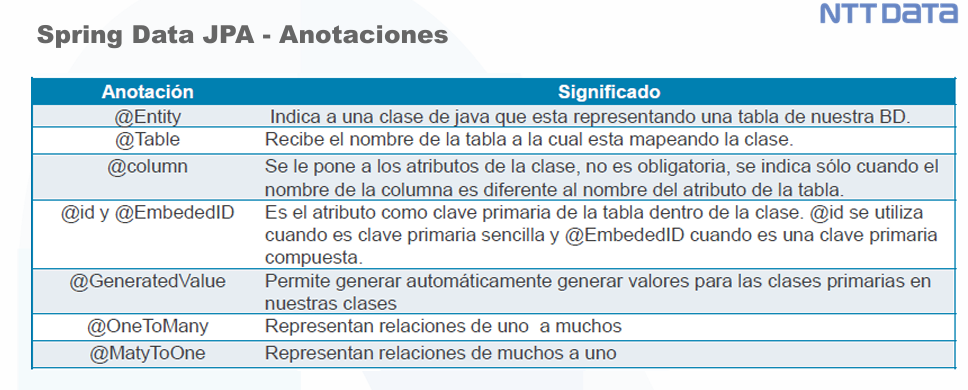 NTT DATA
Spring Data JPA - Anotaciones
Anotación Significado
@Entity Indica a una clase de java que esta representando una tabla de nuestra BD.
@Table Recibe el nombre de la tabla a la cual esta mapeando la clase.
@column Se le pone a los atributos de la clase, no es obligatoria, se indica sólo cuando el
nombre de la columna es diferente al nombre del atributo de la tabla.
@id y @EmbededID Es el atributo como clave primaria de la tabla dentro de la clase. @id se utiliza
cuando es clave primaria sencilla y @EmbededID cuando es una clave primaria
compuesta.
@GeneratedValue Permite generar automáticamente generar valores para las clases primarias en
nuestras clases
@OneToMany Representan relaciones de uno a muchos
@MatyToOne Representan relaciones de muchos a uno